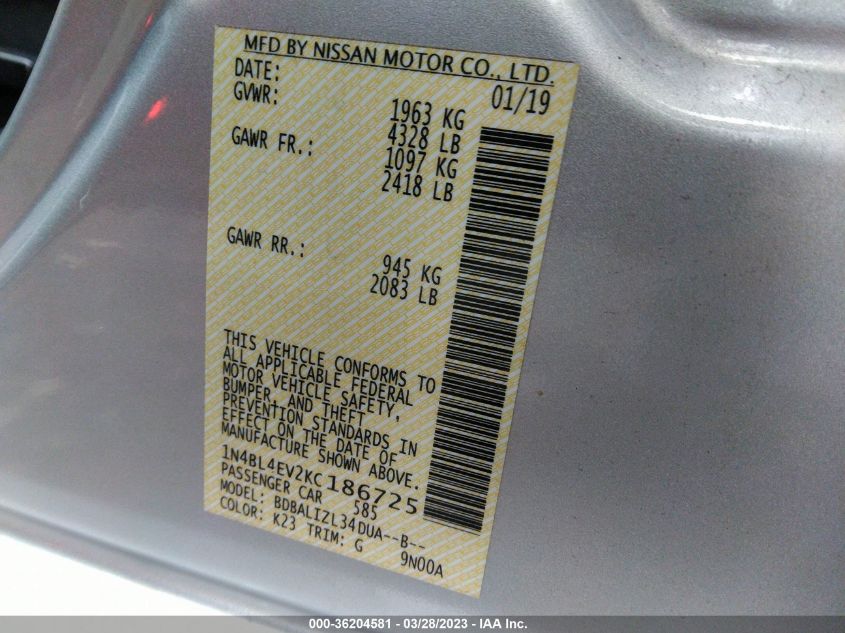 MFD BY NISSAN MOTOR CO., LTD.
DATE: 01/19
GVWR: 1963 KG
4328 LB
GAWR FR.: 1097 KG
2418 LB
GAWR RR.: 945 KG
2083 LB
THIS VEHICLE CONFORMS TO
ALL APPLICABLE FEDERAL
MOTOR VEHICLE SAFETY,
BUMPER, AND THEFT
PREVENTION STANDARDS IN
EFFECT ON THE DATE OF
MANUFACTURE SHOWN ABOVE.
1N4BL4EV2KC186725
PASSENGER CAR 585
MODEL: BDBALIZL34DUA--B--
COLOR: K23 TRIM: G 9N00A
000-36204581 - 03/28/2023 - IAA Inc.